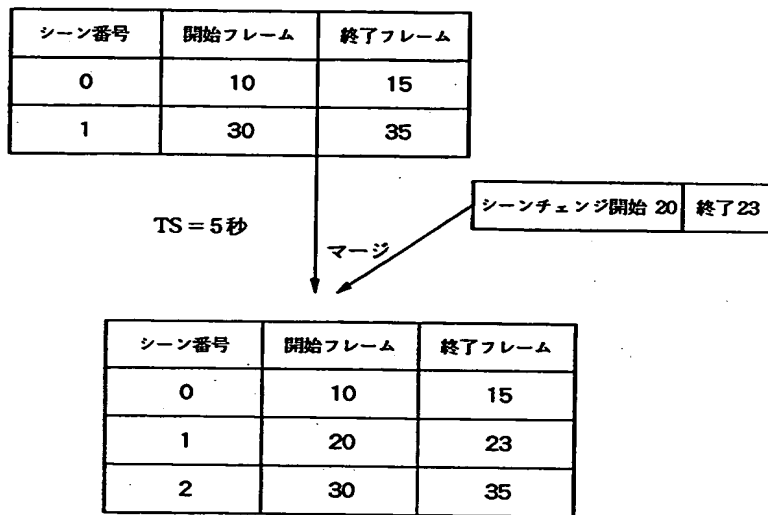 シーン番号 開始フレーム 終了フレーム
0 10 15
1 30 35
シーンチェンジ開始 20 終了23
TS = 5秒
マージ
シーン番号 開始フレーム 終了フレーム
0 10 15
1 20 23
2 30 35